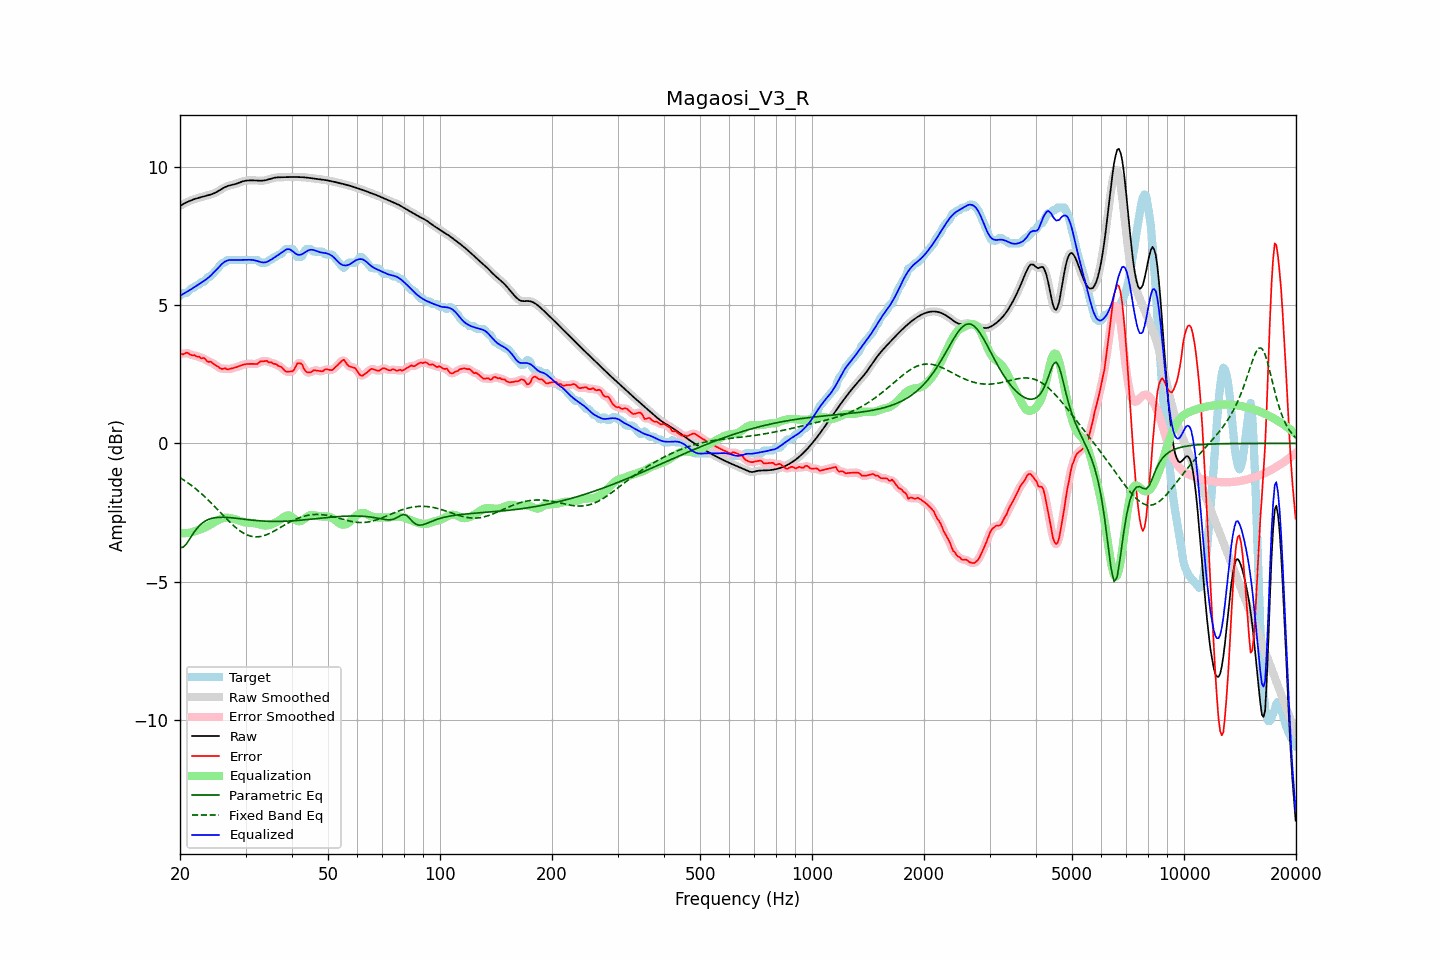 Magaosi_V3_R
Amplitude (dBr)
10
5
0
−5
−10
Target
Raw Smoothed
Error Smoothed
Raw
Error
Equalization
Parametric Eq
Fixed Band Eq
Equalized
20 50 100 200 500 1000 2000 5000 10000 20000
Frequency (Hz)